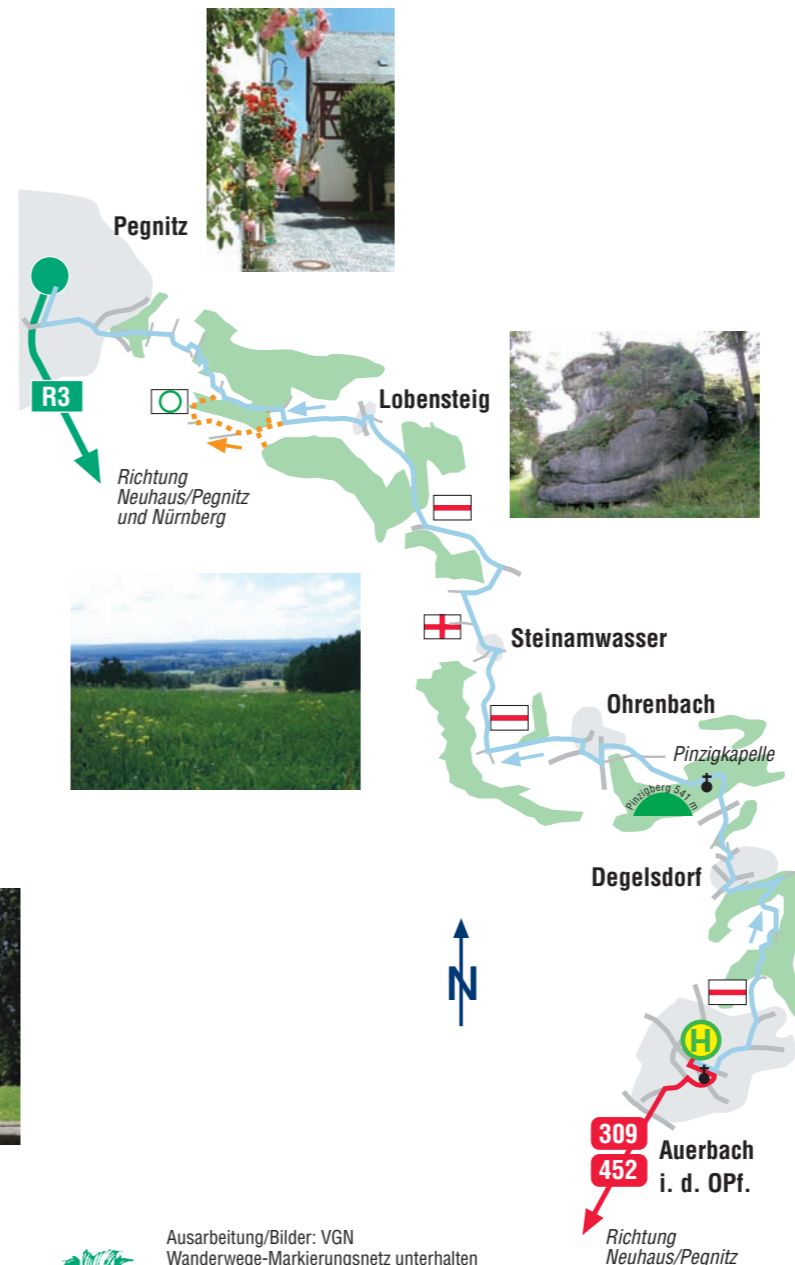 Pegnitz
R3
Lobensteig
Richtung
Neuhaus/Pegnitz
und Nürnberg
Steinamwasser
Ohrenbach
Pinzigkapelle
Pinzigberg 541 m
Degelsdorf
N
H
309
452
Auerbach
i. d. OPf.
Richtung
Neuhaus/Pegnitz
Ausarbeitung/Bilder: VGN
Wanderwege-Markierungsnetz unterhalten